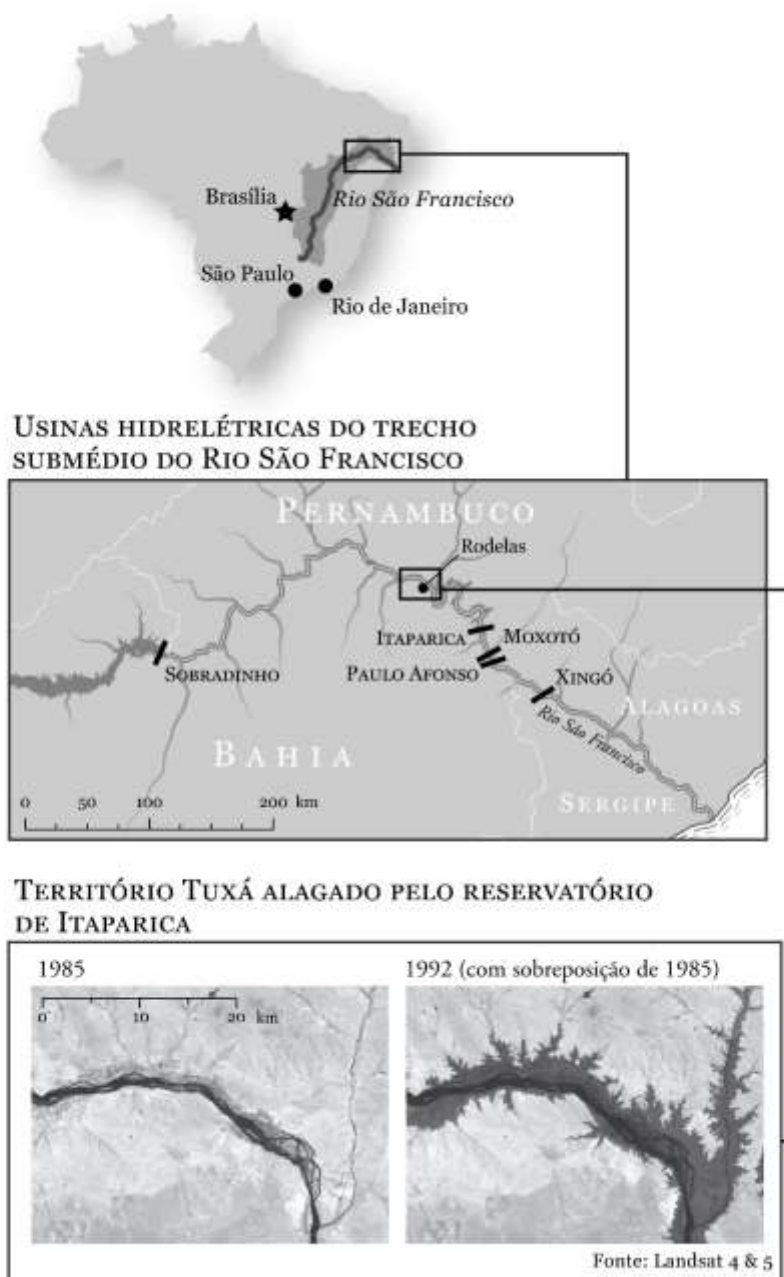 Brasília
Rio São Francisco
São Paulo
Rio de Janeiro
Usinas hidrelétricas do trecho
submédio do Rio São Francisco
Pernambuco
Rodelas
Itaparica
Moxotó
Sobradinho
Paulo Afonso
Xingó
Alagoas
Rio São Francisco
Bahia
Sergipe
0 50 100 200 km
Território Tuxá alagado pelo reservatório
de Itaparica
1985
1992 (com sobreposição de 1985)
0 10 20 km
Fonte: Landsat 4 & 5